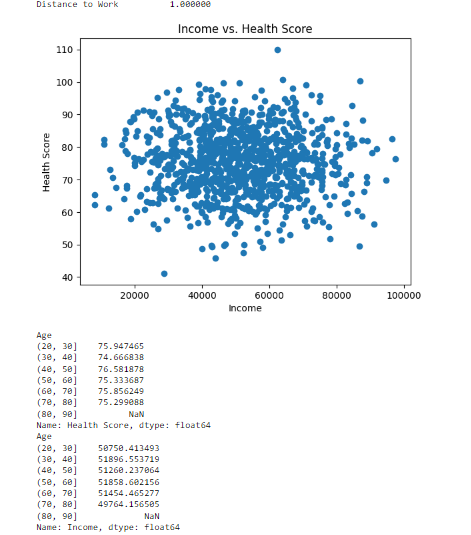 Distance to Work 1.000000
Income vs. Health Score
110
100
90
80
70
60
50
40
Health Score
20000 40000 60000 80000 100000
Income
Age
(20, 30] 75.947465
(30, 40] 74.666838
(40, 50] 76.581878
(50, 60] 75.333687
(60, 70] 75.856249
(70, 80] 75.299088
(80, 90] NaN
Name: Health Score, dtype: float64
Age
(20, 30] 50750.413493
(30, 40] 51896.553719
(40, 50] 51260.237064
(50, 60] 51858.602156
(60, 70] 51454.465277
(70, 80] 49764.156505
(80, 90] NaN
Name: Income, dtype: float64